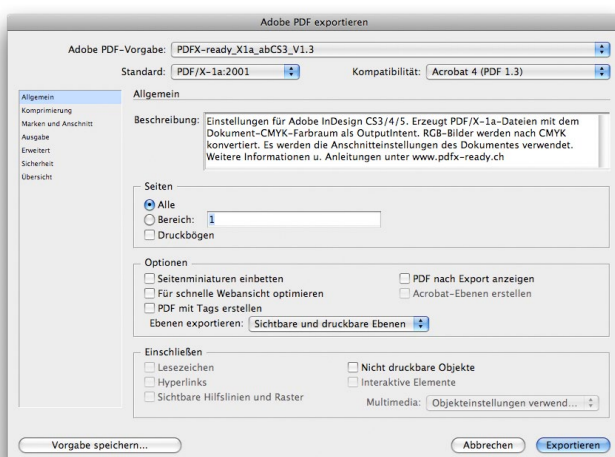 Adobe PDF exportieren
Adobe PDF-Vorgabe: PDFX-ready_X1a_abCS3_V1.3
Standard: PDF/X-1a:2001 Kompatibilität: Acrobat 4 (PDF 1.3)
Allgemein
Komprimierung
Marken und Anschnitt
Ausgabe
Erweitert
Sicherheit
Übersicht
Allgemein
Beschreibung: Einstellungen für Adobe InDesign CS3/4/5. Erzeugt PDF/X-1a-Dateien mit dem
Dokument-CMYK-Farbraum als OutputIntent. RGB-Bilder werden nach CMYK
konvertiert. Es werden die Anschnitteinstellungen des Dokumentes verwendet.
Weitere Informationen u. Anleitungen unter www.pdfx-ready.ch
Seiten
Alle
Bereich: 1
Druckbögen
Optionen
Seitenminiaturen einbetten PDF nach Export anzeigen
Für schnelle Webansicht optimieren Acrobat-Ebenen erstellen
PDF mit Tags erstellen
Ebenen exportieren: Sichtbare und druckbare Ebenen
Einschließen
Lesezeichen Nicht druckbare Objekte
Hyperlinks Interaktive Elemente
Sichtbare Hilfslinien und Raster Multimedia: Objekteinstellungen verwend...
Vorgabe speichern... Abbrechen Exportieren